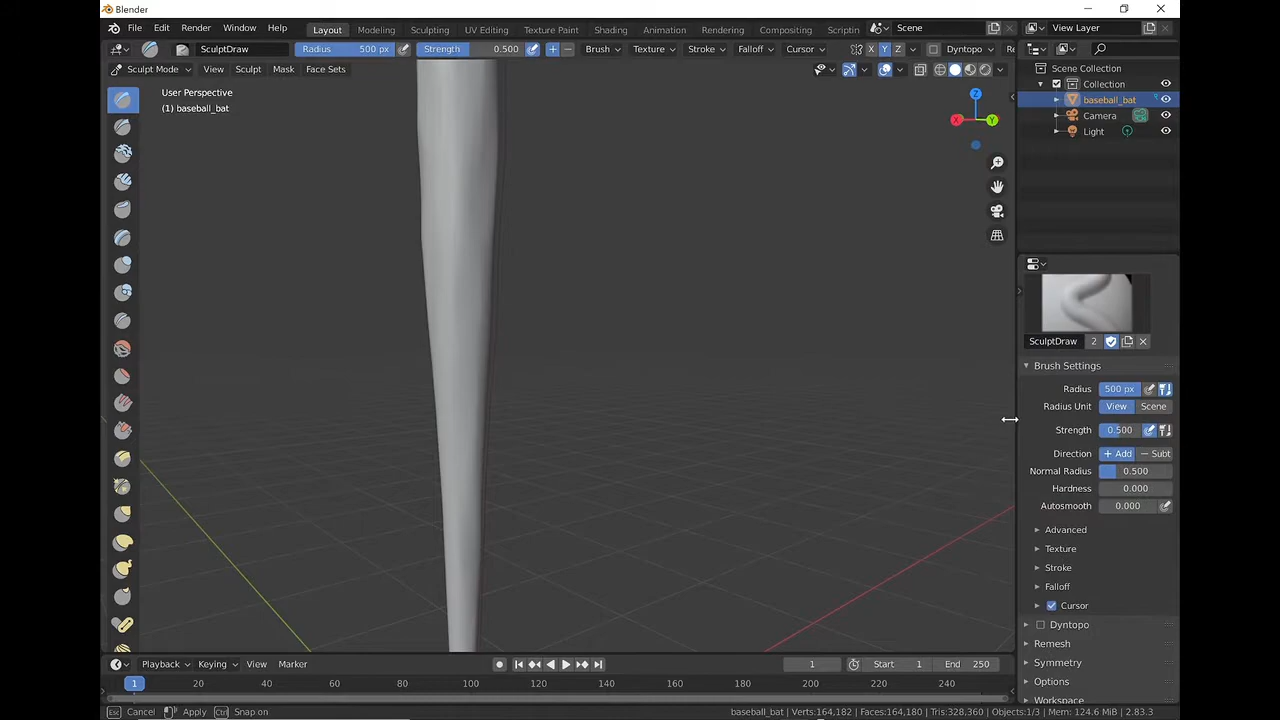 Blender
File Edit Render Window Help Layout Modeling Sculpting UV Editing Texture Paint Shading Animation Rendering Compositing Scriptin Scene View Layer
SculptDraw Radius 500 px Strength 0.500 Brush Texture Stroke Falloff Cursor X Y Z Dyntopo Re
Sculpt Mode View Sculpt Mask Face Sets
Scene Collection
Collection
baseball_bat
Camera
Light
User Perspective
(1) baseball_bat
Z
X Y
SculptDraw 2
Brush Settings
Radius 500 px
Radius Unit View Scene
Strength 0.500
Direction + Add — Subt
Normal Radius 0.500
Hardness 0.000
Autosmooth 0.000
Advanced
Texture
Stroke
Falloff
Cursor
Dyntopo
Remesh
Symmetry
Options
Workspace
Playback Keying View Marker 1 Start 1 End 250
1 20 40 60 80 100 120 140 160 180 200 220 240
Esc Cancel Apply Ctrl Snap on baseball_bat | Verts:164,182 | Faces:164,180 | Tris:328,360 | Objects:1/3 | Mem: 124.6 MiB | 2.83.3